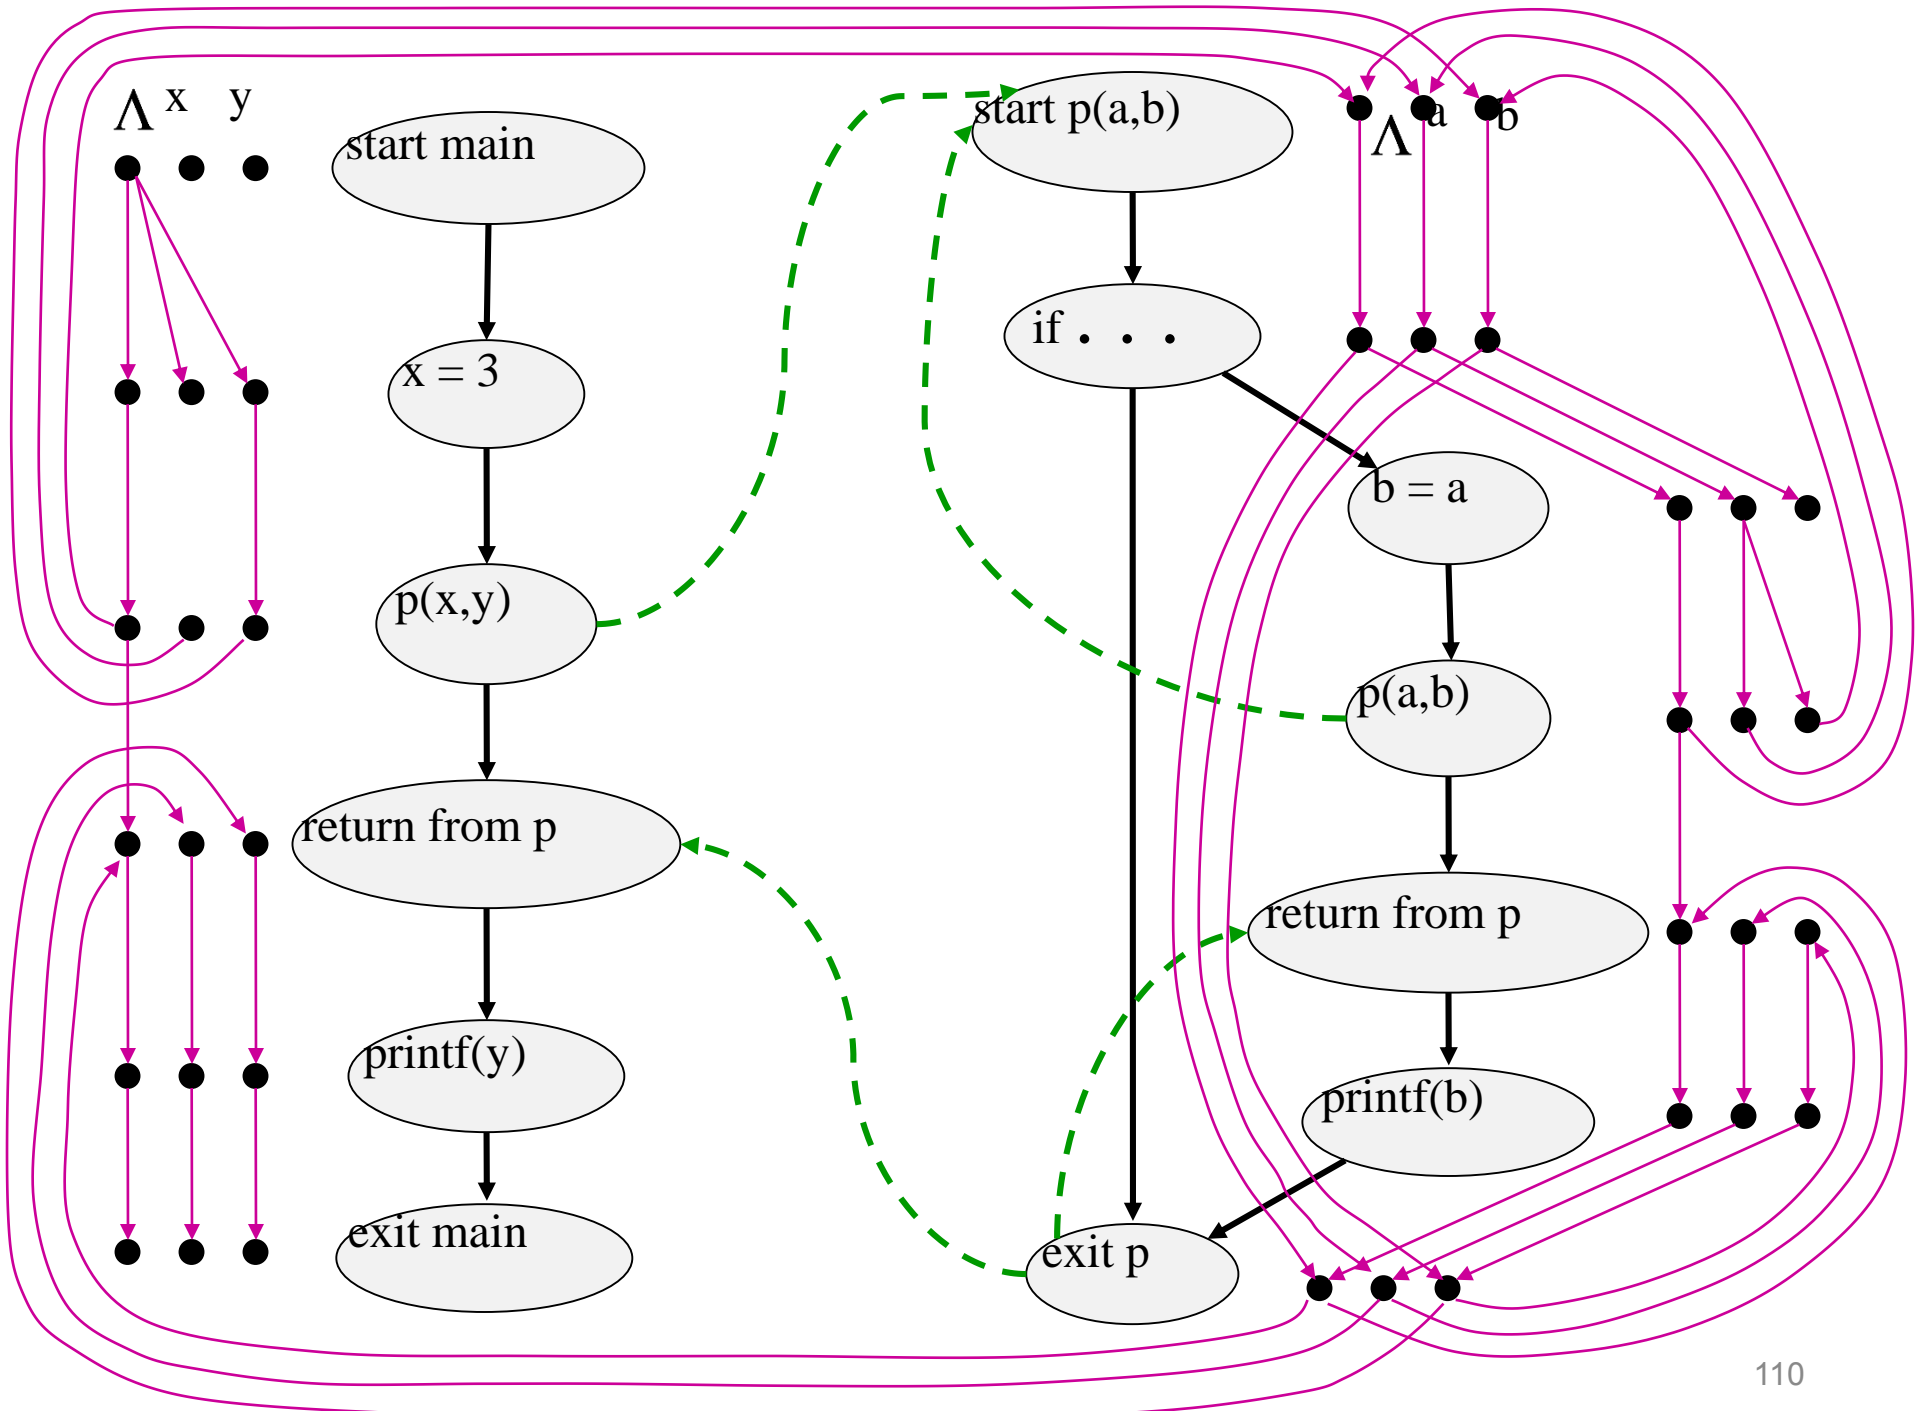 Λ x y
start main
x = 3
p(x,y)
return from p
printf(y)
exit main
start p(a,b)
if . . .
b = a
p(a,b)
return from p
printf(b)
exit p
Λ a b
110